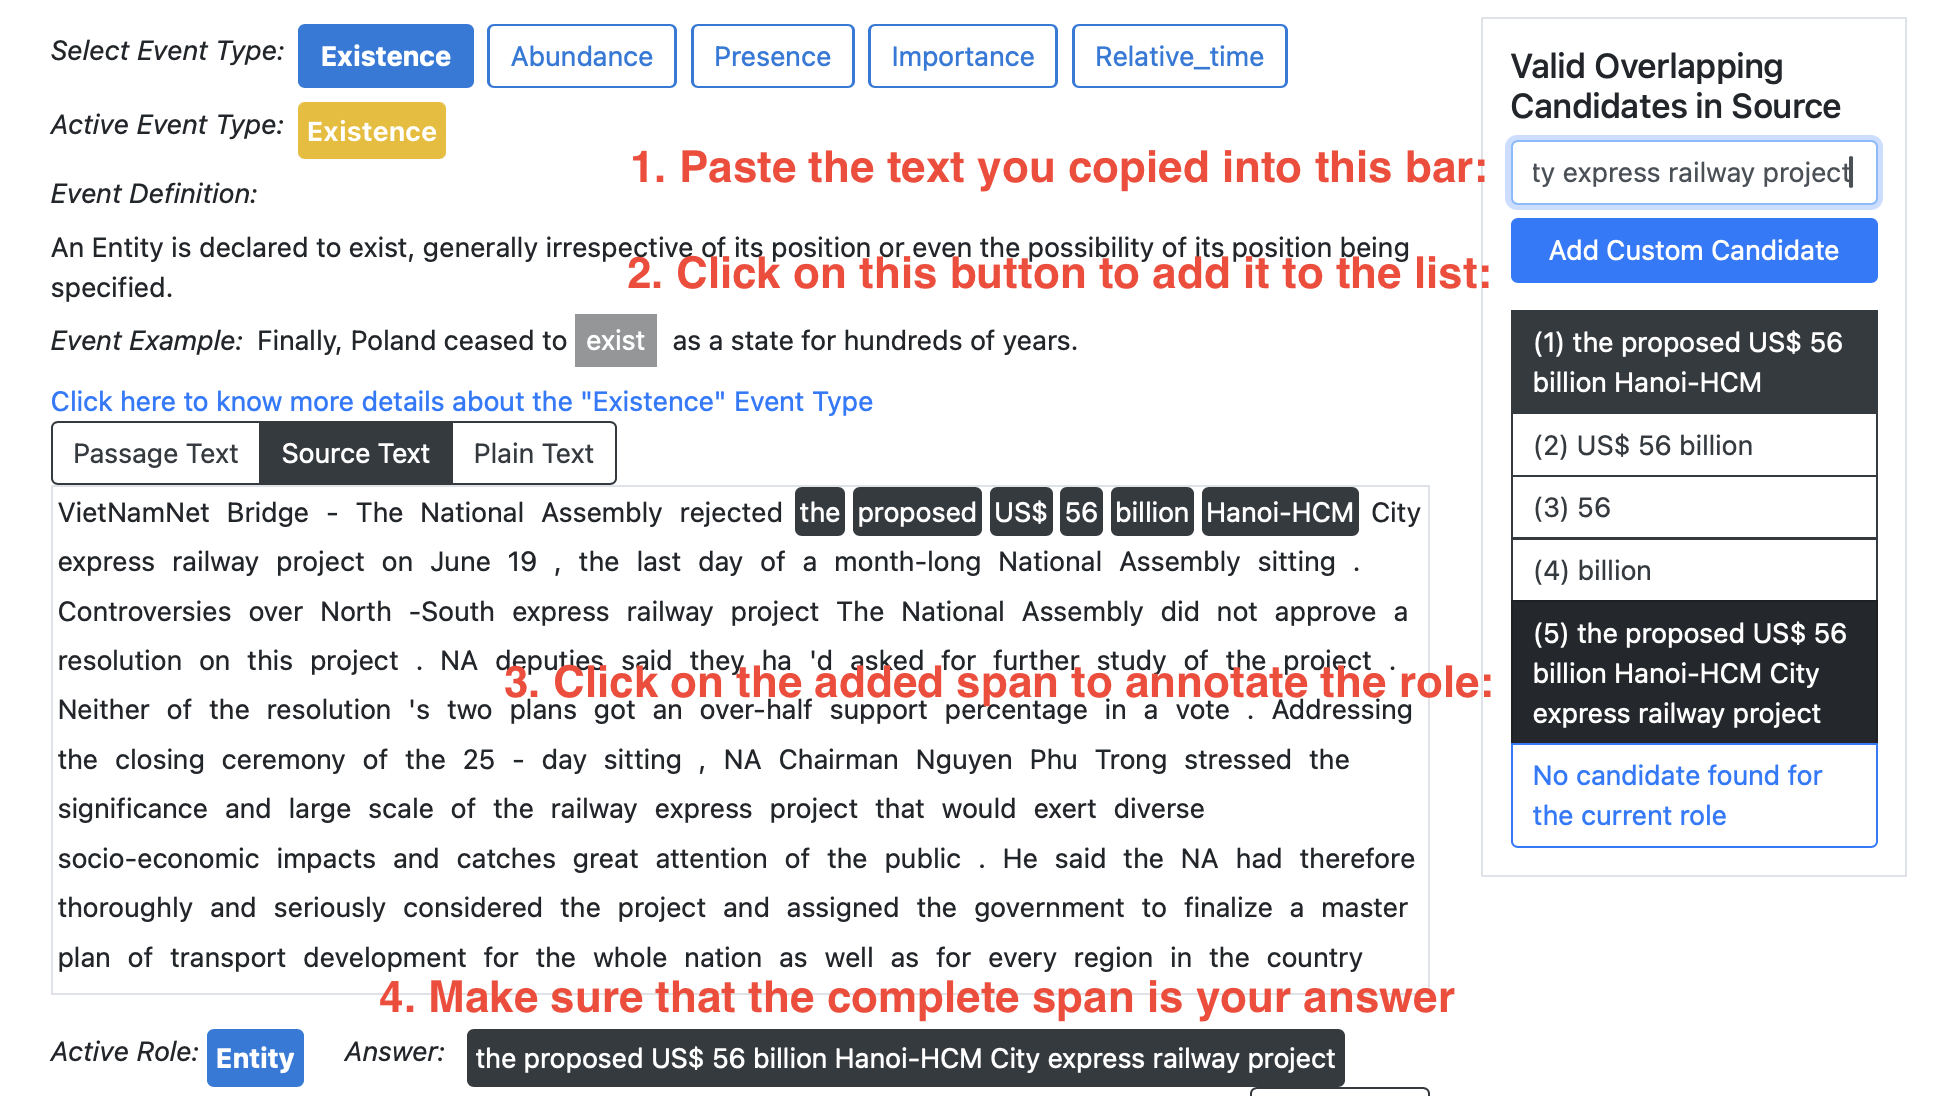 Select Event Type: Existence Abundance Presence Importance Relative_time
Active Event Type: Existence
Event Definition:
An Entity is declared to exist, generally irrespective of its position or even the possibility of its position being
specified.
Event Example: Finally, Poland ceased to exist as a state for hundreds of years.
Click here to know more details about the "Existence" Event Type
Passage Text Source Text Plain Text
VietNamNet Bridge - The National Assembly rejected the proposed US$ 56 billion Hanoi-HCM City
express railway project on June 19 , the last day of a month-long National Assembly sitting .
Controversies over North -South express railway project The National Assembly did not approve a
resolution on this project . NA deputies said they ha 'd asked for further study of the project .
Neither of the resolution 's two plans got an over-half support percentage in a vote . Addressing
the closing ceremony of the 25 - day sitting , NA Chairman Nguyen Phu Trong stressed the
significance and large scale of the railway express project that would exert diverse
socio-economic impacts and catches great attention of the public . He said the NA had therefore
thoroughly and seriously considered the project and assigned the government to finalize a master
plan of transport development for the whole nation as well as for every region in the country
Active Role: Entity Answer: the proposed US$ 56 billion Hanoi-HCM City express railway project
1. Paste the text you copied into this bar:
2. Click on this button to add it to the list:
3. Click on the added span to annotate the role:
4. Make sure that the complete span is your answer
Valid Overlapping
Candidates in Source
ty express railway project
Add Custom Candidate
(1) the proposed US$ 56
billion Hanoi-HCM
(2) US$ 56 billion
(3) 56
(4) billion
(5) the proposed US$ 56
billion Hanoi-HCM City
express railway project
No candidate found for
the current role